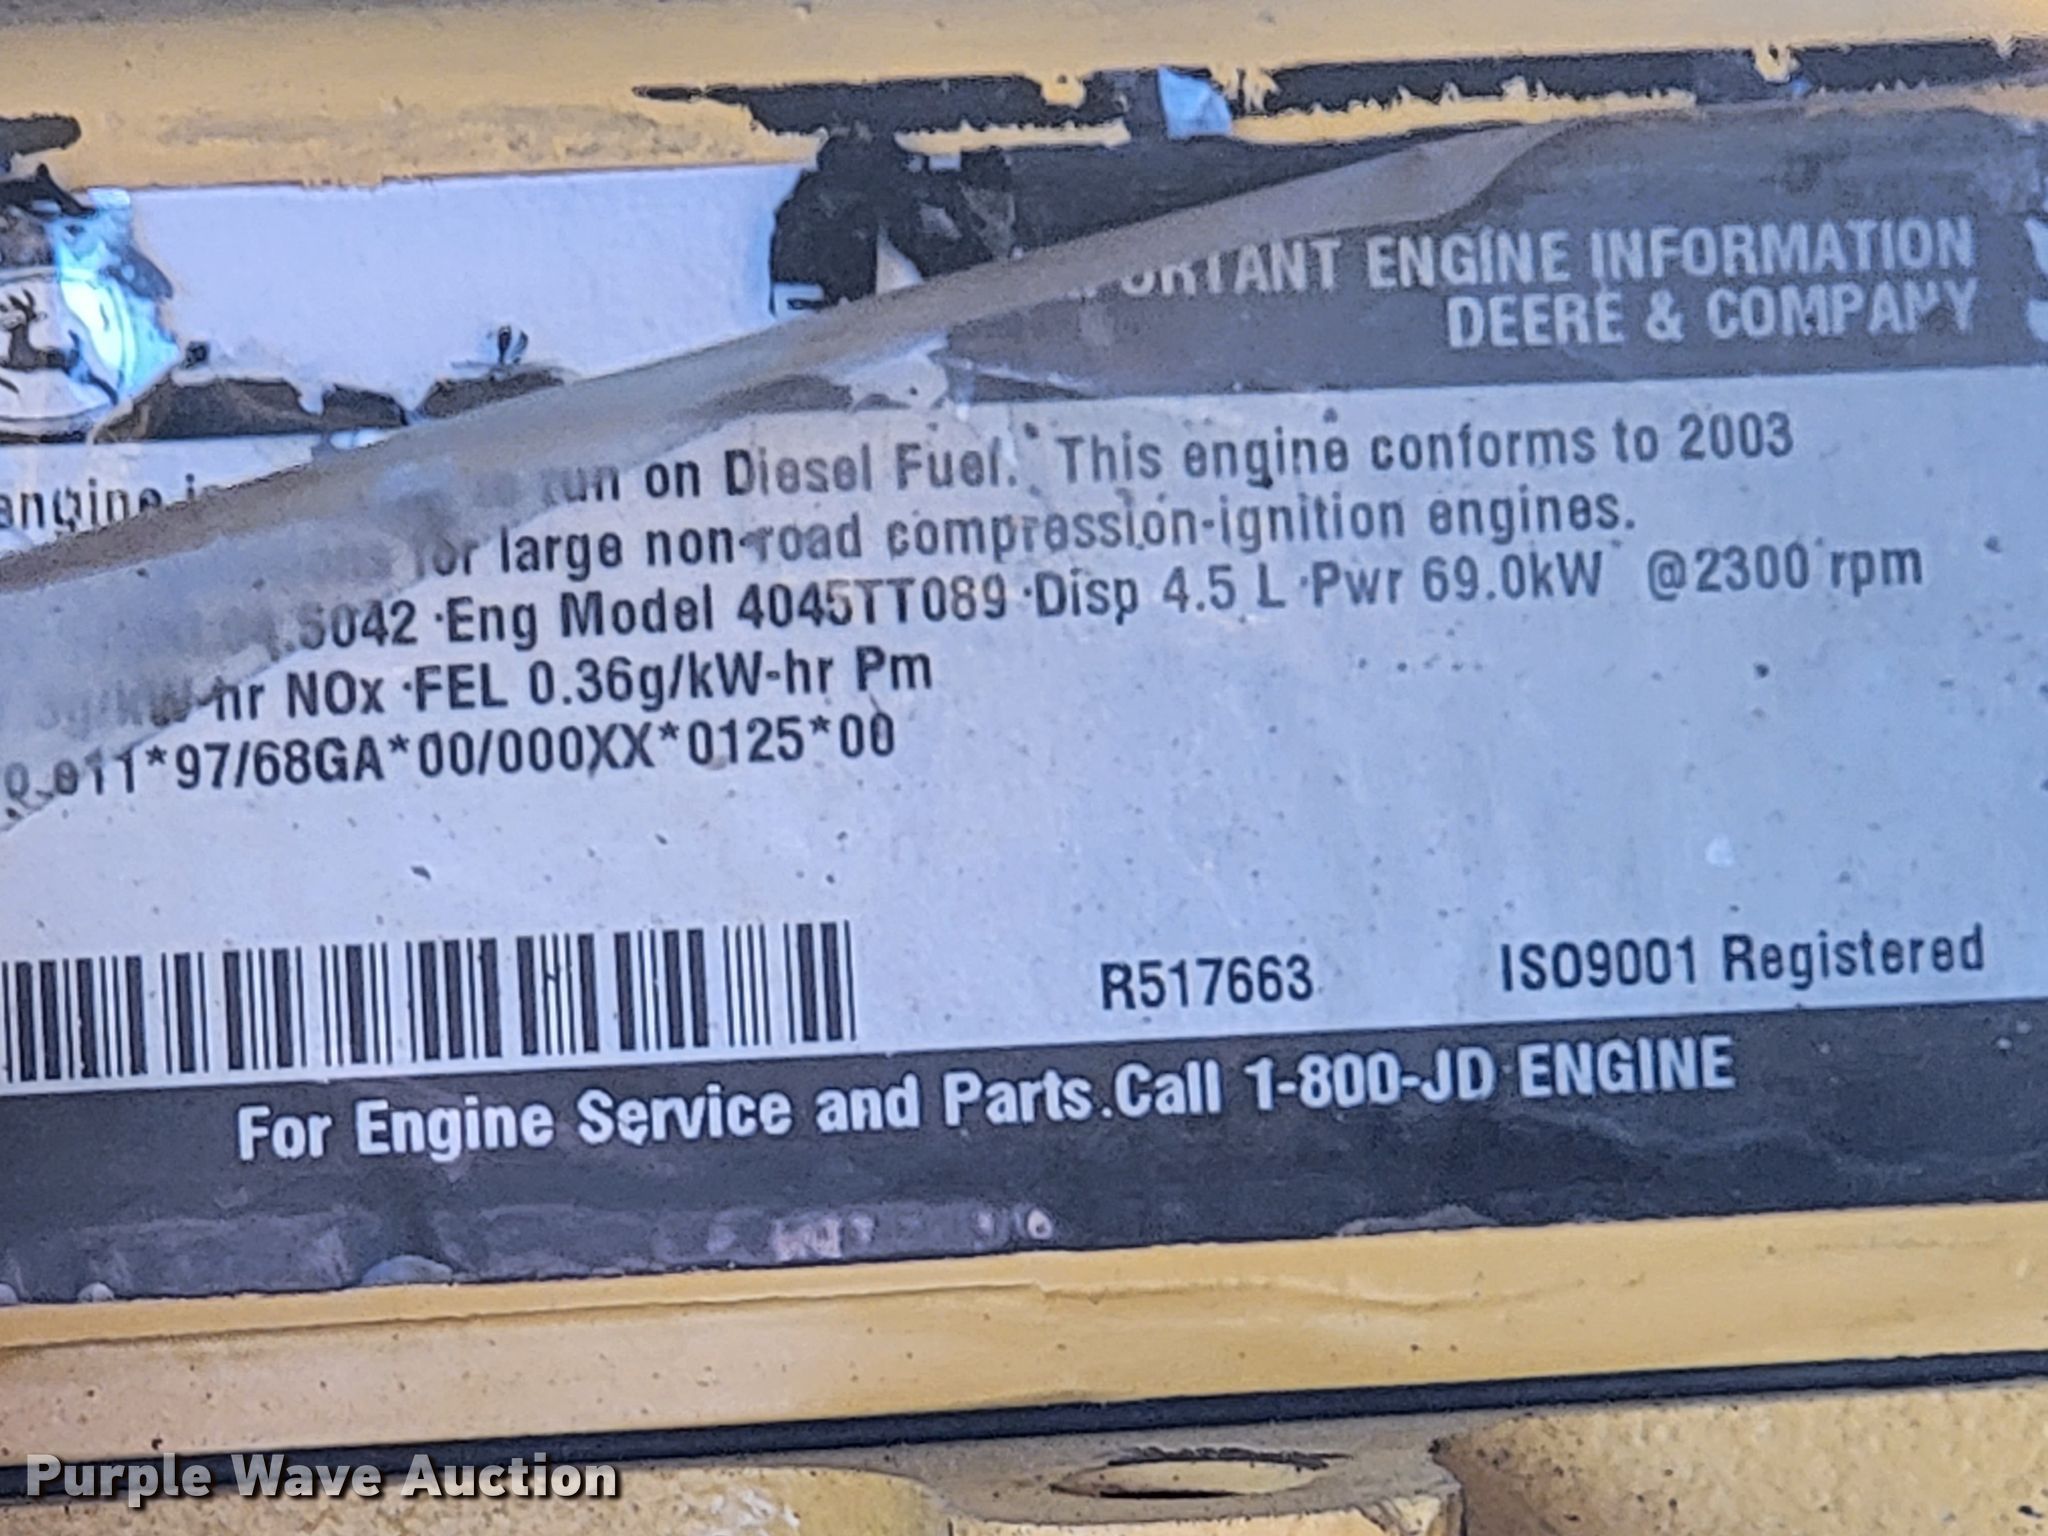 IMPORTANT ENGINE INFORMATION
DEERE & COMPANY
engine run on Diesel Fuel. This engine conforms to 2003
for large non-road compression-ignition engines.
5042 ·Eng Model 4045TT089 ·Disp 4.5 L ·Pwr 69.0kW @2300 rpm
g/kW-hr NOx ·FEL 0.36g/kW-hr Pm
011*97/68GA*00/000XX*0125*00
R517663
ISO9001 Registered
For Engine Service and Parts.Call 1-800-JD ENGINE
Purple Wave Auction